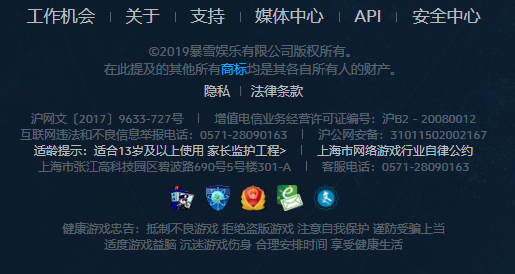 工作机会 | 关于 | 支持 | 媒体中心 | API | 安全中心
©2019暴雪娱乐有限公司版权所有。
在此提及的其他所有商标均是其各自所有人的财产。
隐私 | 法律条款
沪网文〔2017〕9633-727号 | 增值电信业务经营许可证编号：沪B2 - 20080012
互联网违法和不良信息举报电话：0571-28090163 | 沪公网安备：31011502002167
适龄提示：适合13岁及以上使用 家长监护工程> | 上海市网络游戏行业自律公约
上海市张江高科技园区碧波路690号5号楼301-A | 客服电话：0571-28090163
健康游戏忠告：抵制不良游戏 拒绝盗版游戏 注意自我保护 谨防受骗上当
适度游戏益脑 沉迷游戏伤身 合理安排时间 享受健康生活